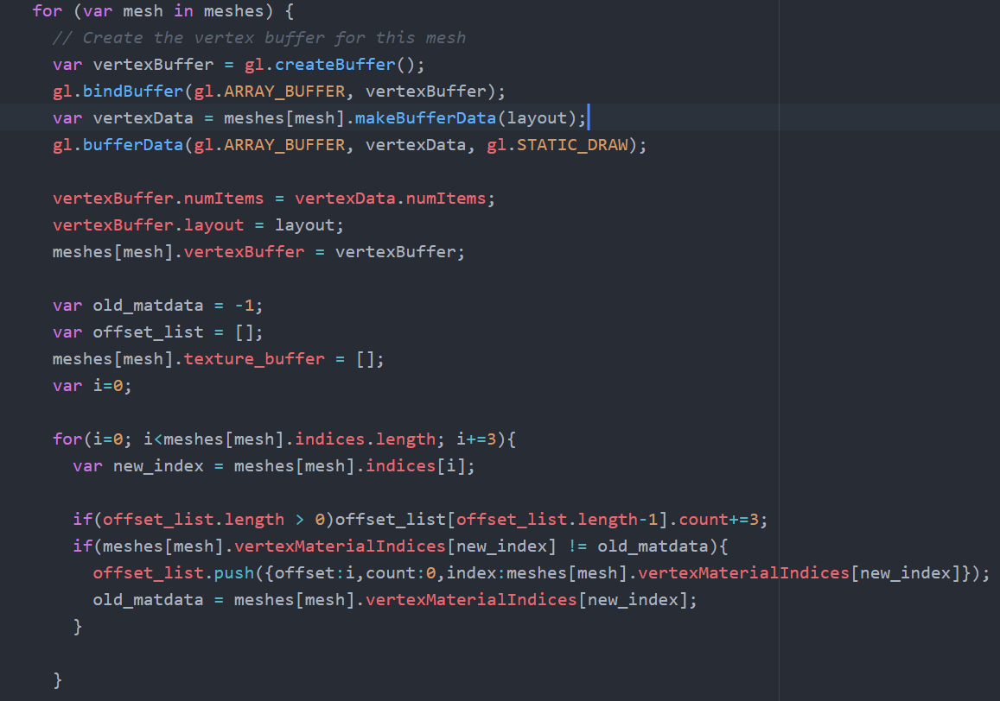 for (var mesh in meshes) {
// Create the vertex buffer for this mesh
var vertexBuffer = gl.createBuffer();
gl.bindBuffer(gl.ARRAY_BUFFER, vertexBuffer);
var vertexData = meshes[mesh].makeBufferData(layout);
gl.bufferData(gl.ARRAY_BUFFER, vertexData, gl.STATIC_DRAW);
vertexBuffer.numItems = vertexData.numItems;
vertexBuffer.layout = layout;
meshes[mesh].vertexBuffer = vertexBuffer;
var old_matdata = -1;
var offset_list = [];
meshes[mesh].texture_buffer = [];
var i=0;
for(i=0; i<meshes[mesh].indices.length; i+=3){
var new_index = meshes[mesh].indices[i];
if(offset_list.length > 0)offset_list[offset_list.length-1].count+=3;
if(meshes[mesh].vertexMaterialIndices[new_index] != old_matdata){
offset_list.push({offset:i,count:0,index:meshes[mesh].vertexMaterialIndices[new_index]});
old_matdata = meshes[mesh].vertexMaterialIndices[new_index];
}
}